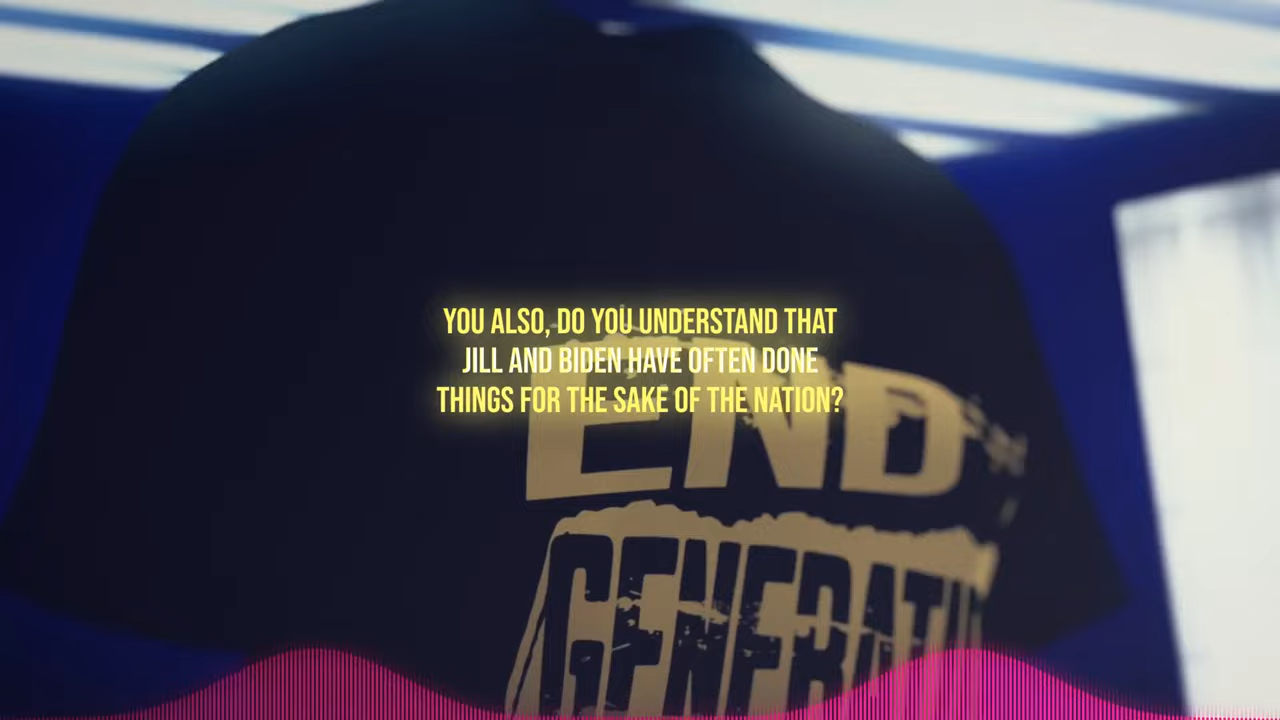 YOU ALSO, DO YOU UNDERSTAND THAT
JILL AND BIDEN HAVE OFTEN DONE
THINGS FOR THE SAKE OF THE NATION?
END